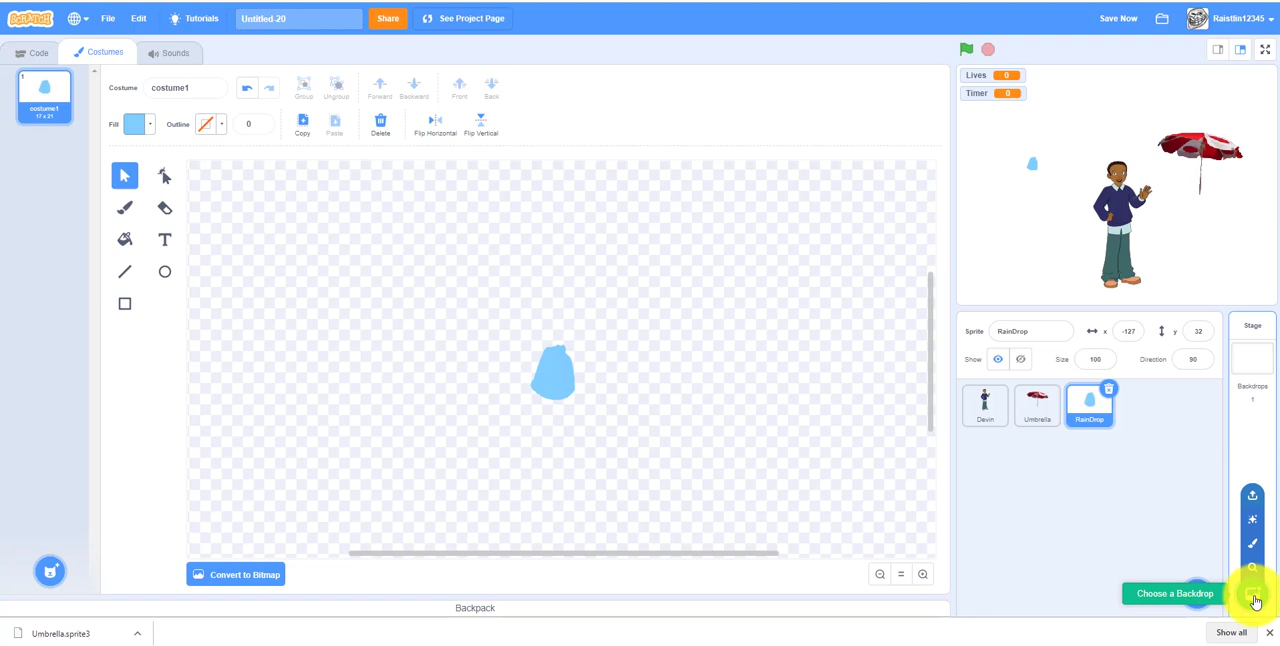 SCRATCH File Edit Tutorials Untitled-20 Share See Project Page Save Now Raistlin12345
Code Costumes Sounds
1
costume1
17 x 21
Costume costume1 Group Ungroup Forward Backward Front Back
Fill Outline 0 Copy Paste Delete Flip Horizontal Flip Vertical
T
Convert to Bitmap
Backpack
Lives 0
Timer 0
Sprite RainDrop x -127 y 32
Show Size 100 Direction 90
Devin Umbrella RainDrop
Stage
Backdrops
1
Choose a Backdrop
Umbrella.sprite3 Show all